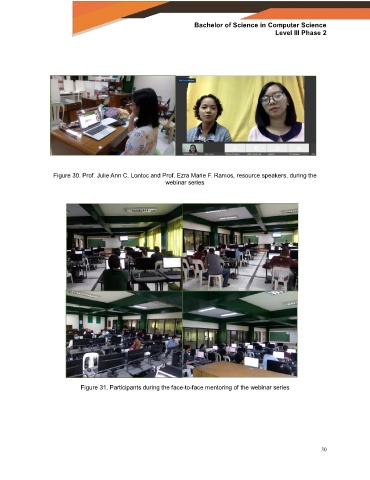 Bachelor of Science in Computer Science
Level III Phase 2
Figure 30. Prof. Julie Ann C. Lontoc and Prof. Ezra Marie F. Ramos, resource speakers, during the
webinar series
Figure 31. Participants during the face-to-face mentoring of the webinar series
30